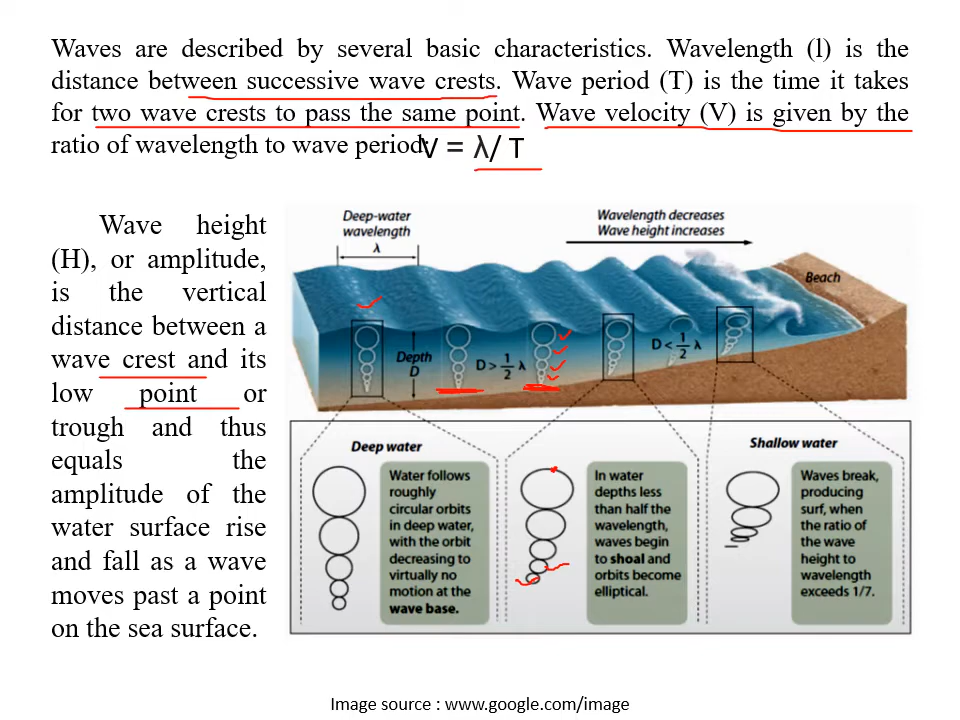 Waves are described by several basic characteristics. Wavelength (l) is the
distance between successive wave crests. Wave period (T) is the time it takes
for two wave crests to pass the same point. Wave velocity (V) is given by the
ratio of wavelength to wave period:
V = λ/ T
Wave height
(H), or amplitude,
is the vertical
distance between a
wave crest and its
low point or
trough and thus
equals the
amplitude of the
water surface rise
and fall as a wave
moves past a point
on the sea surface.
Deep-water
wavelength
λ
Wavelength decreases
Wave height increases
Beach
Depth
D
D > 1/2 λ
D < 1/2 λ
Deep water
Water follows
roughly
circular orbits
in deep water,
with the orbit
decreasing to
virtually no
motion at the
wave base.
In water
depths less
than half the
wavelength,
waves begin
to shoal and
orbits become
elliptical.
Shallow water
Waves break,
producing
surf, when
the ratio of
the wave
height to
wavelength
exceeds 1/7.
Image source : www.google.com/image